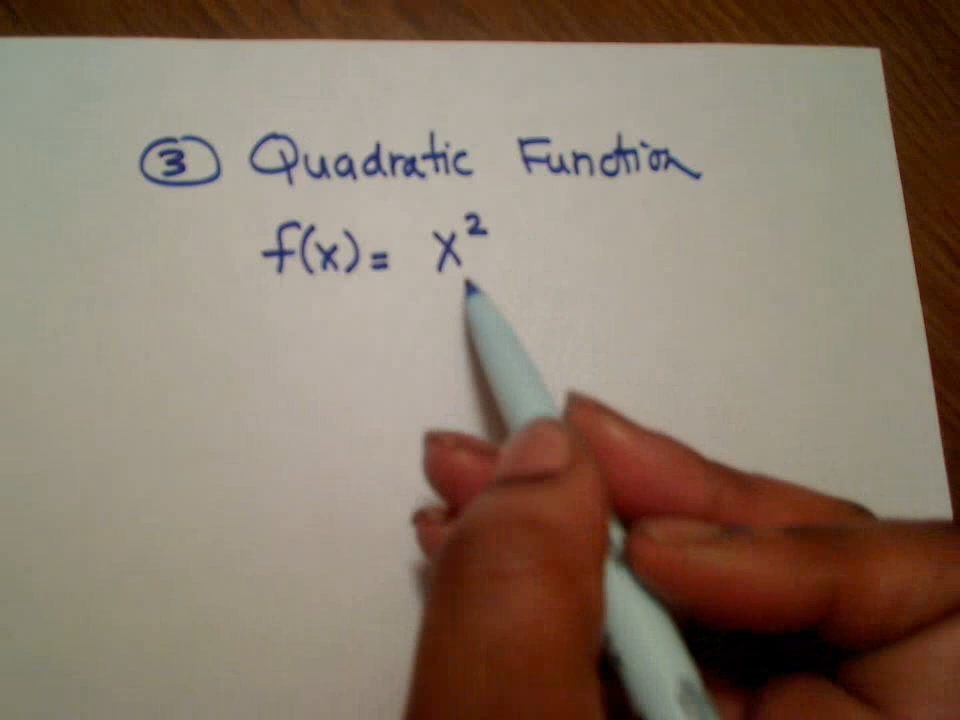 ③ Quadratic Function
f(x) = x²